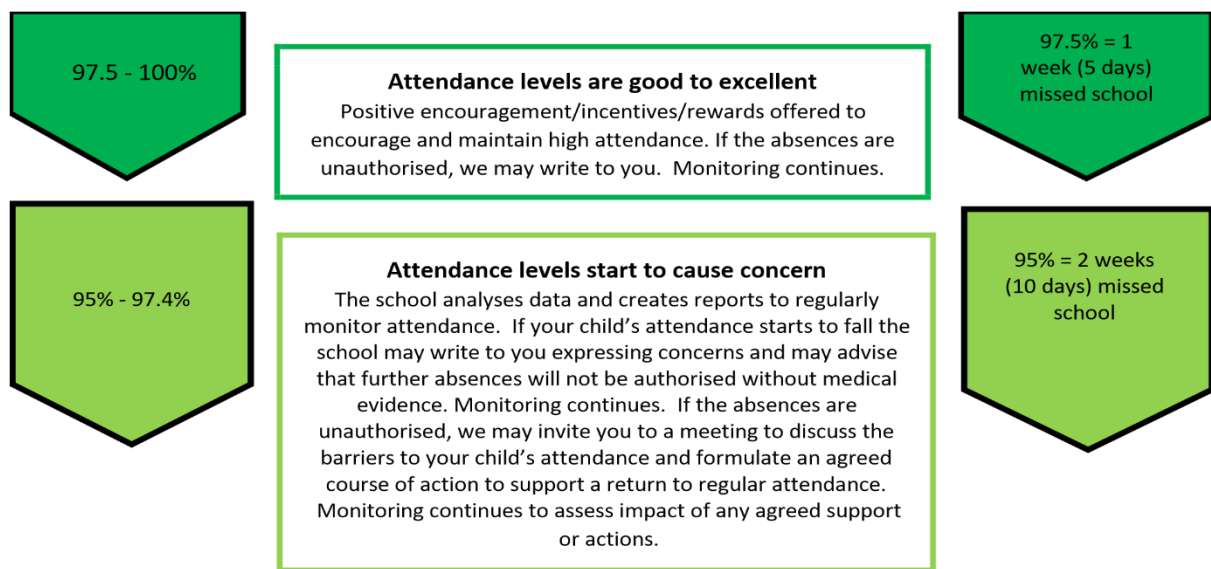 97.5 - 100%
Attendance levels are good to excellent
Positive encouragement/incentives/rewards offered to
encourage and maintain high attendance. If the absences are
unauthorised, we may write to you.  Monitoring continues.
97.5% = 1
week (5 days)
missed school
95% - 97.4%
Attendance levels start to cause concern
The school analyses data and creates reports to regularly
monitor attendance.  If your child’s attendance starts to fall the
school may write to you expressing concerns and may advise
that further absences will not be authorised without medical
evidence. Monitoring continues.  If the absences are
unauthorised, we may invite you to a meeting to discuss the
barriers to your child’s attendance and formulate an agreed
course of action to support a return to regular attendance.
Monitoring continues to assess impact of any agreed support
or actions.
95% = 2 weeks
(10 days) missed
school